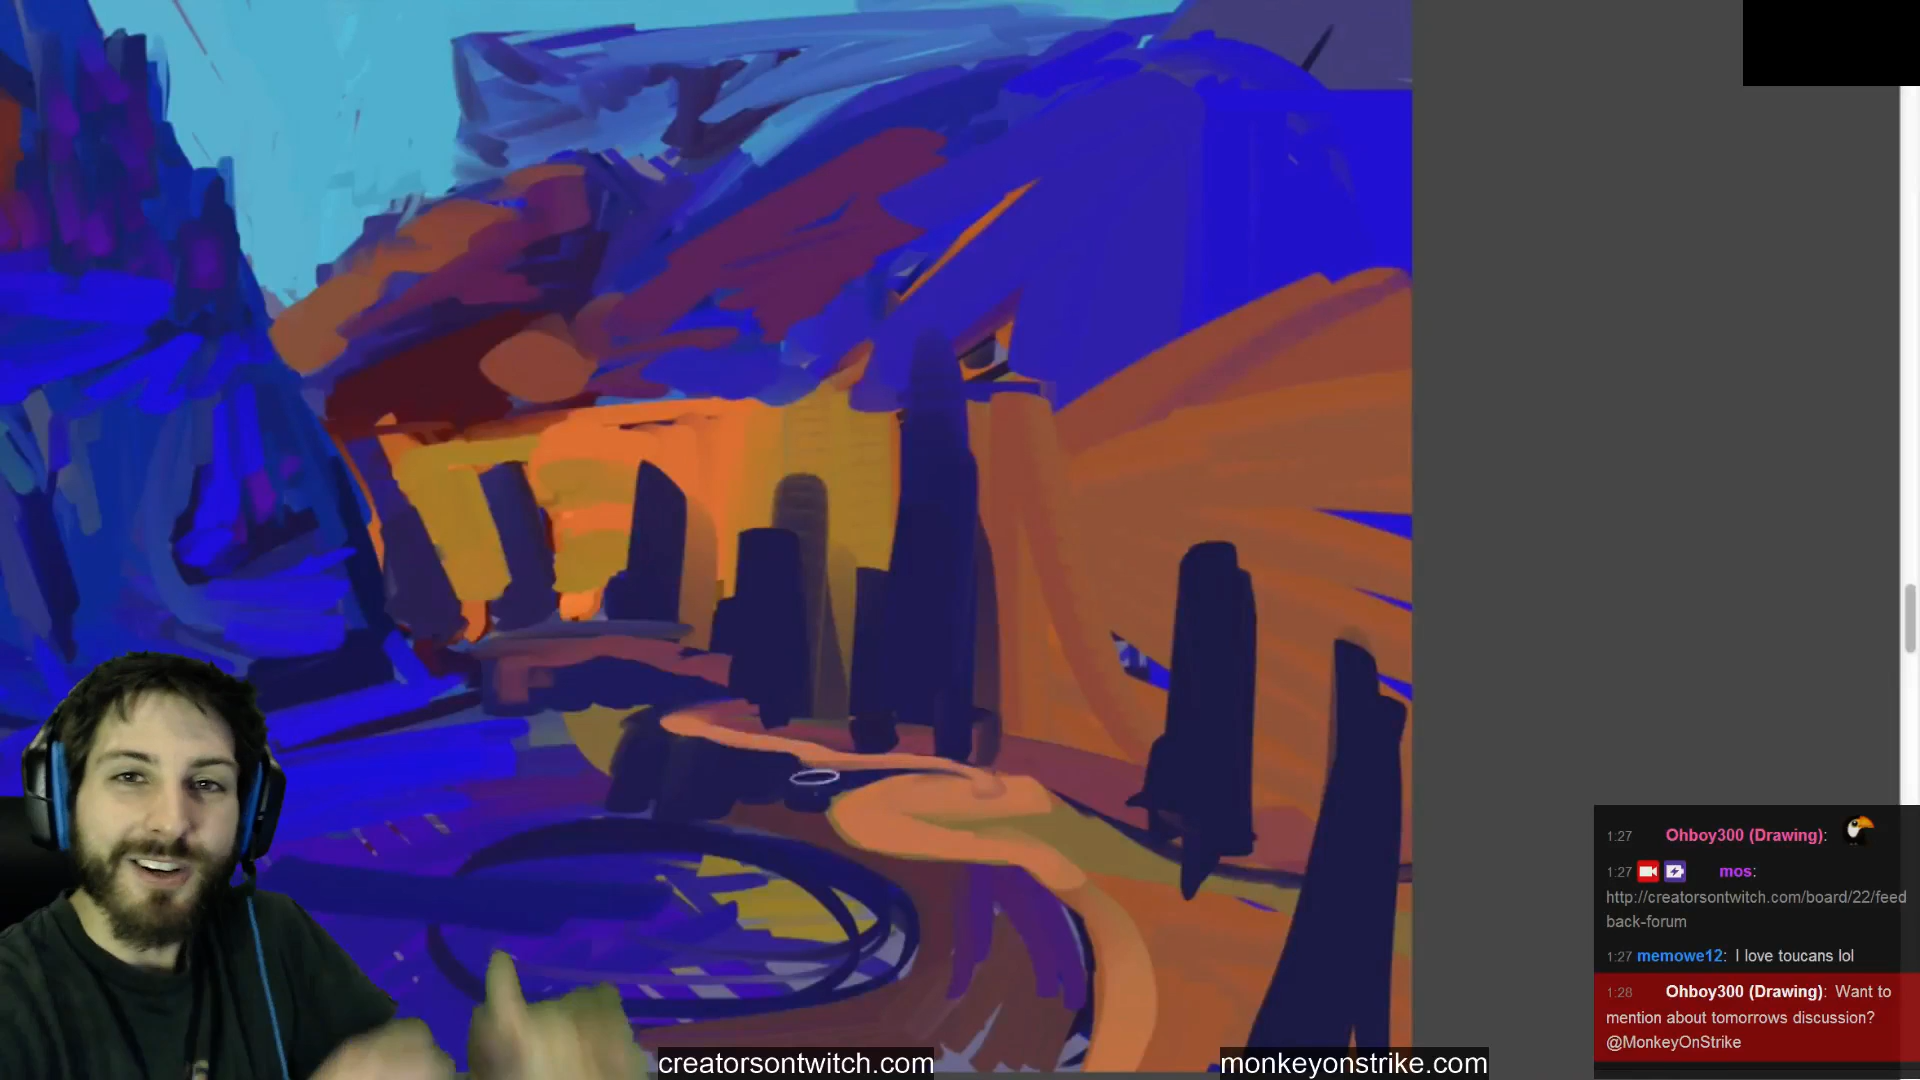 1:27 Ohboy300 (Drawing):
1:27 mos:
http://creatorsontwitch.com/board/22/feed
back-forum
1:27 memowe12: I love toucans lol
1:28 Ohboy300 (Drawing): Want to
mention about tomorrows discussion?
@MonkeyOnStrike
creatorsontwitch.com
monkeyonstrike.com